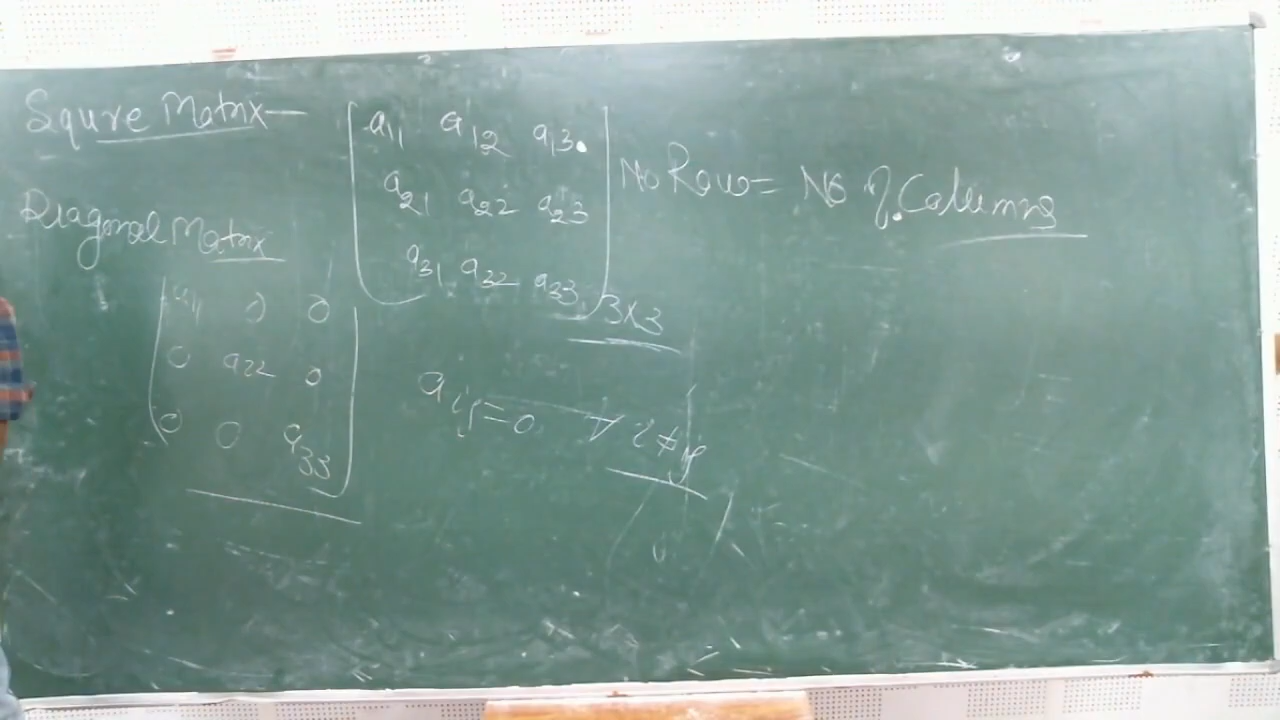 Squre Matrix—
a11 a12 a13
a21 a22 a23
a31 a32 a33
3x3
No Row = No of Collumns
Diagonal Matrix
a11 0 0
0 a22 0
0 0 a33
aij=0 ∀ i≠j